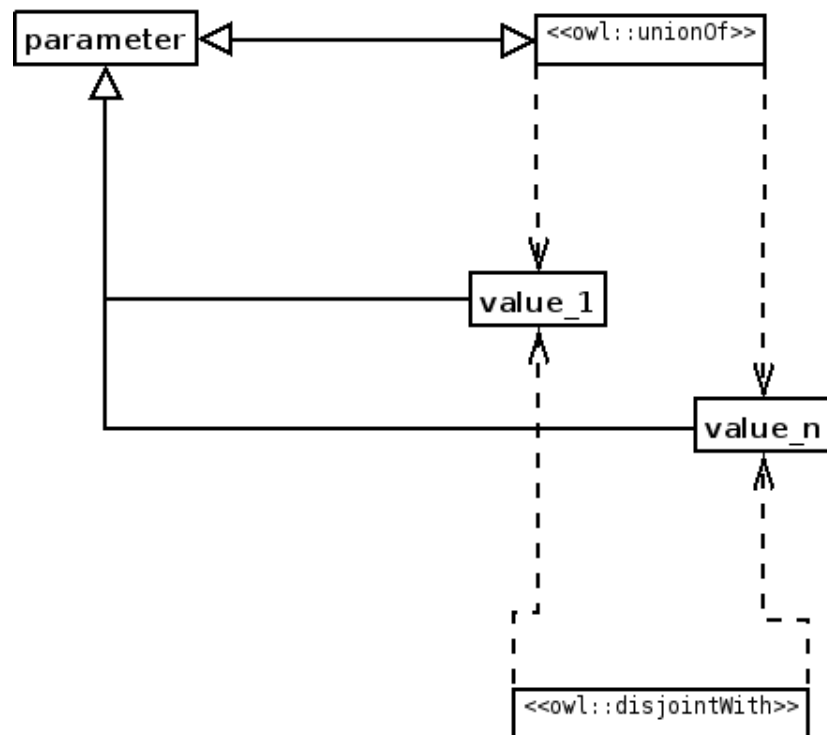 parameter
<<owl::unionOf>>
value_1
value_n
<<owl::disjointWith>>